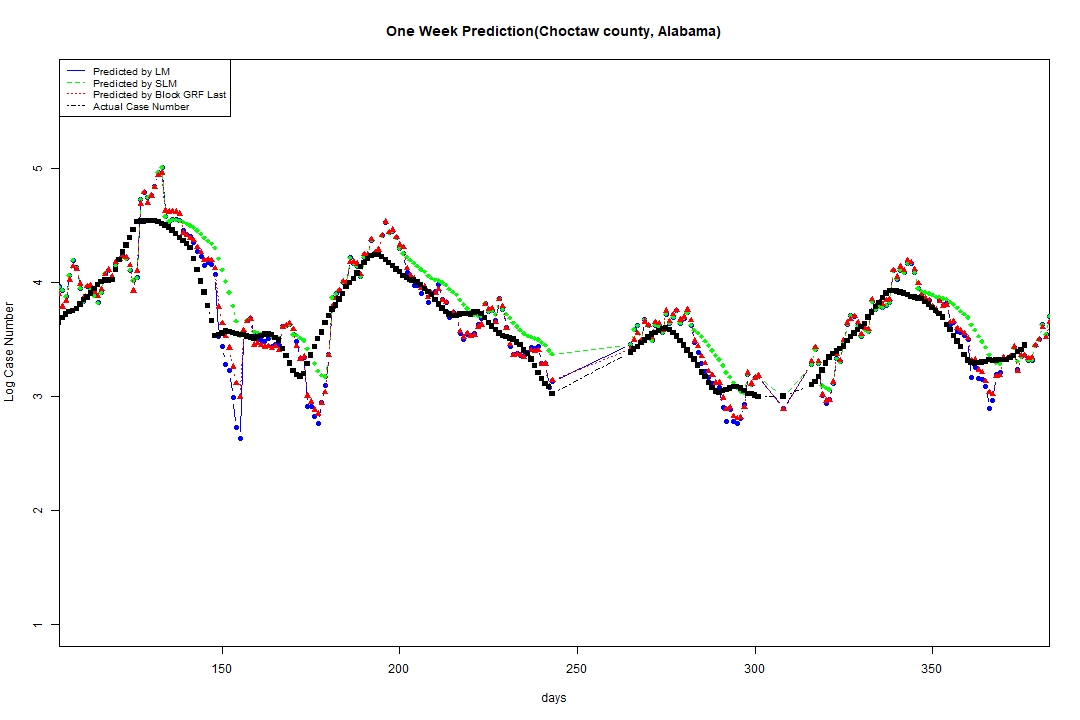 One Week Prediction(Choctaw county, Alabama)
Predicted by LM
Predicted by SLM
Predicted by Block GRF Last
Actual Case Number
5
4
3
2
1
Log Case Number
150 200 250 300 350
days